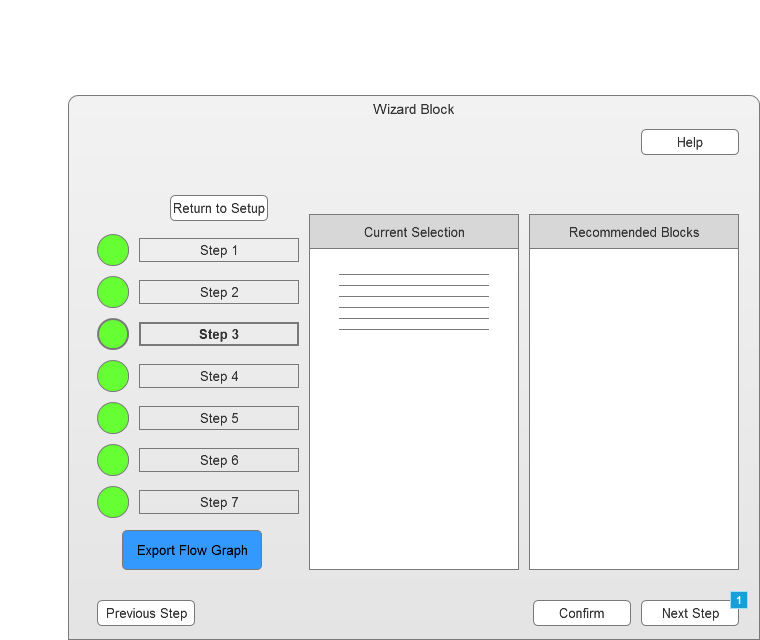 Wizard Block
Help
Return to Setup
Current Selection
Recommended Blocks
Step 1
Step 2
Step 3
Step 4
Step 5
Step 6
Step 7
Export Flow Graph
Previous Step
Confirm
Next Step
1